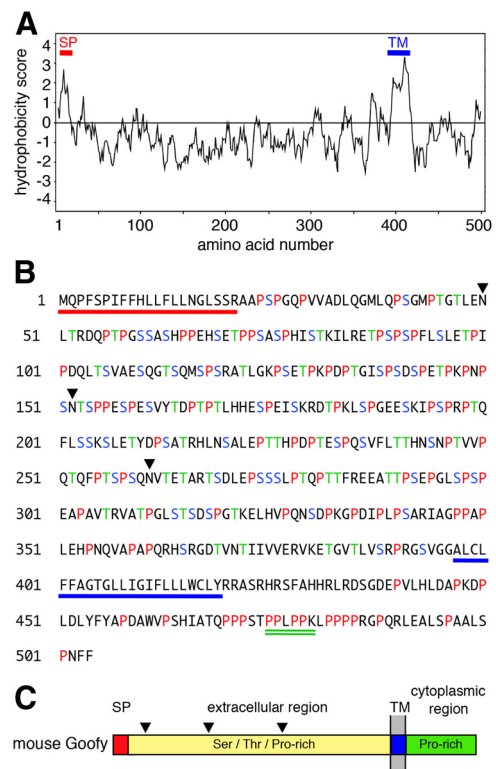 A
SP
TM
hydrophobicity score
4
3
2
1
0
-1
-2
-3
-4
1
100
200
300
400
500
amino acid number
B
1 MQPFSPIFFHLLFLLNGLSSRAAPSPGQPVVADLQGMLQPSGMPTGTLEN
51 LTRDQPTPGSSASHPPEHSETPPSASPHISTKILRETPSPSPFLSLETPI
101 PDQLTSVAESQGTSQMSPSRATLGKPSETPKPDPTGISPSDSPETPKPNP
151 SNTSPPESPESVYTDPTPTLHHESPEISKRDTPKLSPGEESKISPSPRPTQ
201 FLSSKSLETYDPSATRHLNSALEPTTHPDPTESPQSVFLTTHNSNPTVVP
251 QTQFPTSPSQNVTETARTSDLEPSSSLPTQPTTFREEATTPSEPGLSPSP
301 EAPAVTRVATPGLSTSDSPGTKELHVPQNSDPKGPDIPLPSARIAGPPAP
351 LEHPNQVAPAPQRHSRGDTVNTIIVVERVKETGVTLVSRPRGSVGGALCL
401 FFAGTGLLIGIFLLLWCLYRRASRHRSFAHHRLRDSGDEPVLHLDAPKDP
451 LDLYFYAPDAWVPSHIATQPPPSTPPLPPKLPPPPRGPQRLEALSPAALS
501 PNFF
C
SP
extracellular region
TM
cytoplasmic
region
mouse Goofy
Ser / Thr / Pro-rich
Pro-rich